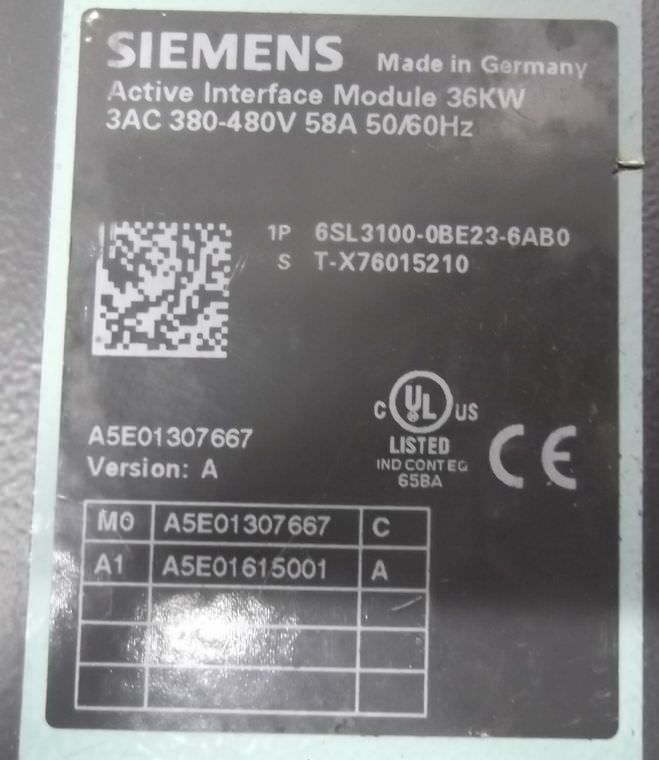 SIEMENS Made in Germany
Active Interface Module 36KW
3AC 380-480V 58A 50/60Hz
1P 6SL3100-0BE23-6AB0
S T-X76015210
C UL US
LISTED
IND CONT EQ
65BA
CE
A5E01307667
Version: A
M0 A5E01307667 C
A1 A5E01615001 A